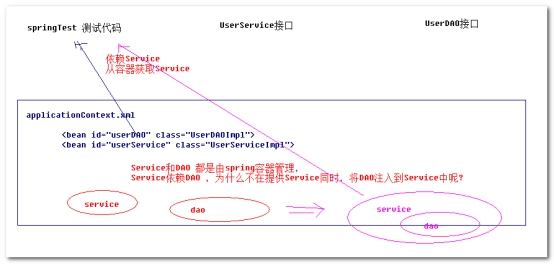 springTest 测试代码
UserService接口
UserDAO接口
依赖Service
从容器获取Service
applicationContext.xml
<bean id="userDAO" class="UserDAOImpl">
<bean id="userService" class="UserServiceImpl">
Service和DAO 都是由spring容器管理,
Service依赖DAO ，为什么不在提供Service同时，将DAO注入到Service中呢?
service
dao
service
dao